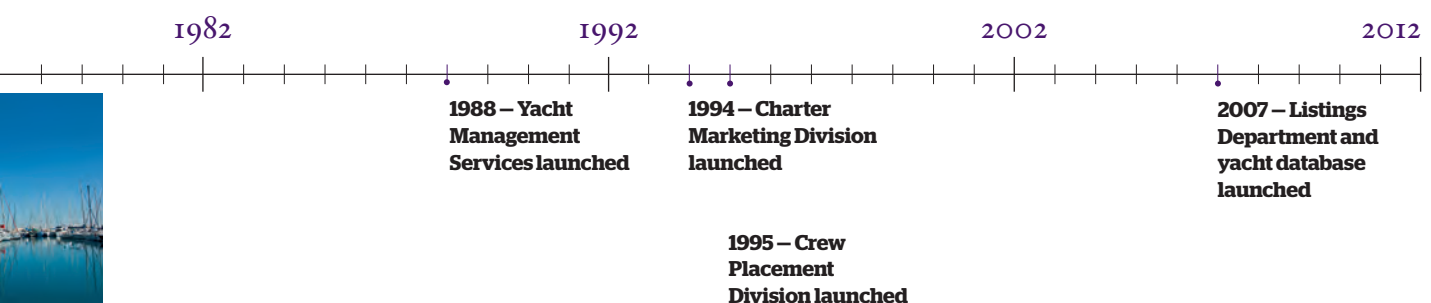 1982 1992 2002 2012
1988 – Yacht
Management
Services launched
1994 – Charter
Marketing Division
launched
1995 – Crew
Placement
Division launched
2007 – Listings
Department and
yacht database
launched